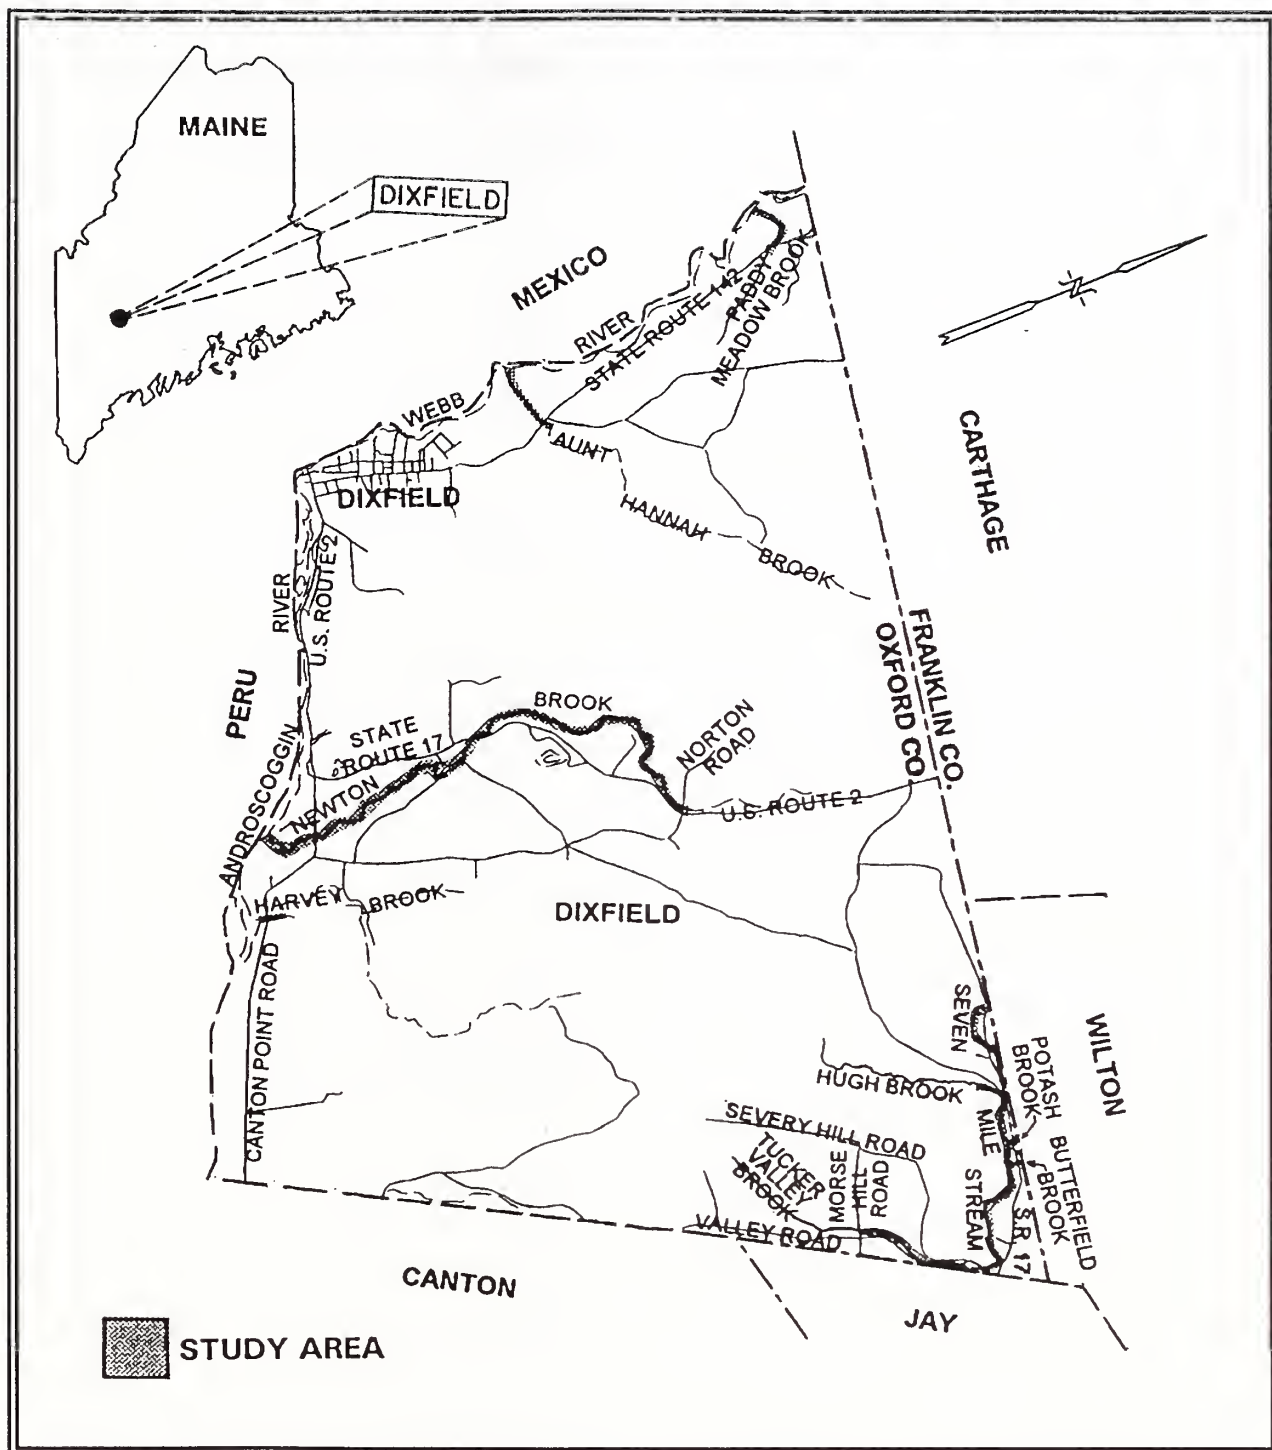 MAINE
DIXFIELD
MEXICO
RIVER
STATE ROUTE 142
PADDY
MEADOW BROOK
N
WEBB
AUNT
HANNAH
BROOK
CARTHAGE
DIXFIELD
RIVER
U.S. ROUTE 2
FRANKLIN CO.
OXFORD CO.
PERU
ANDROSCOGGIN
STATE
ROUTE 17
NEWTON
BROOK
NORTON
ROAD
U.S. ROUTE 2
HARVEY
BROOK
DIXFIELD
CANTON POINT ROAD
SEVEN
MILE
STREAM
WILTON
POTASH
BROOK
BUTTERFIELD
BROOK
HUGH BROOK
SEVERY HILL ROAD
TUCKER
VALLEY
BROOK
MORSE
HILL
ROAD
VALLEY ROAD
S.R. 17
CANTON
JAY
STUDY AREA